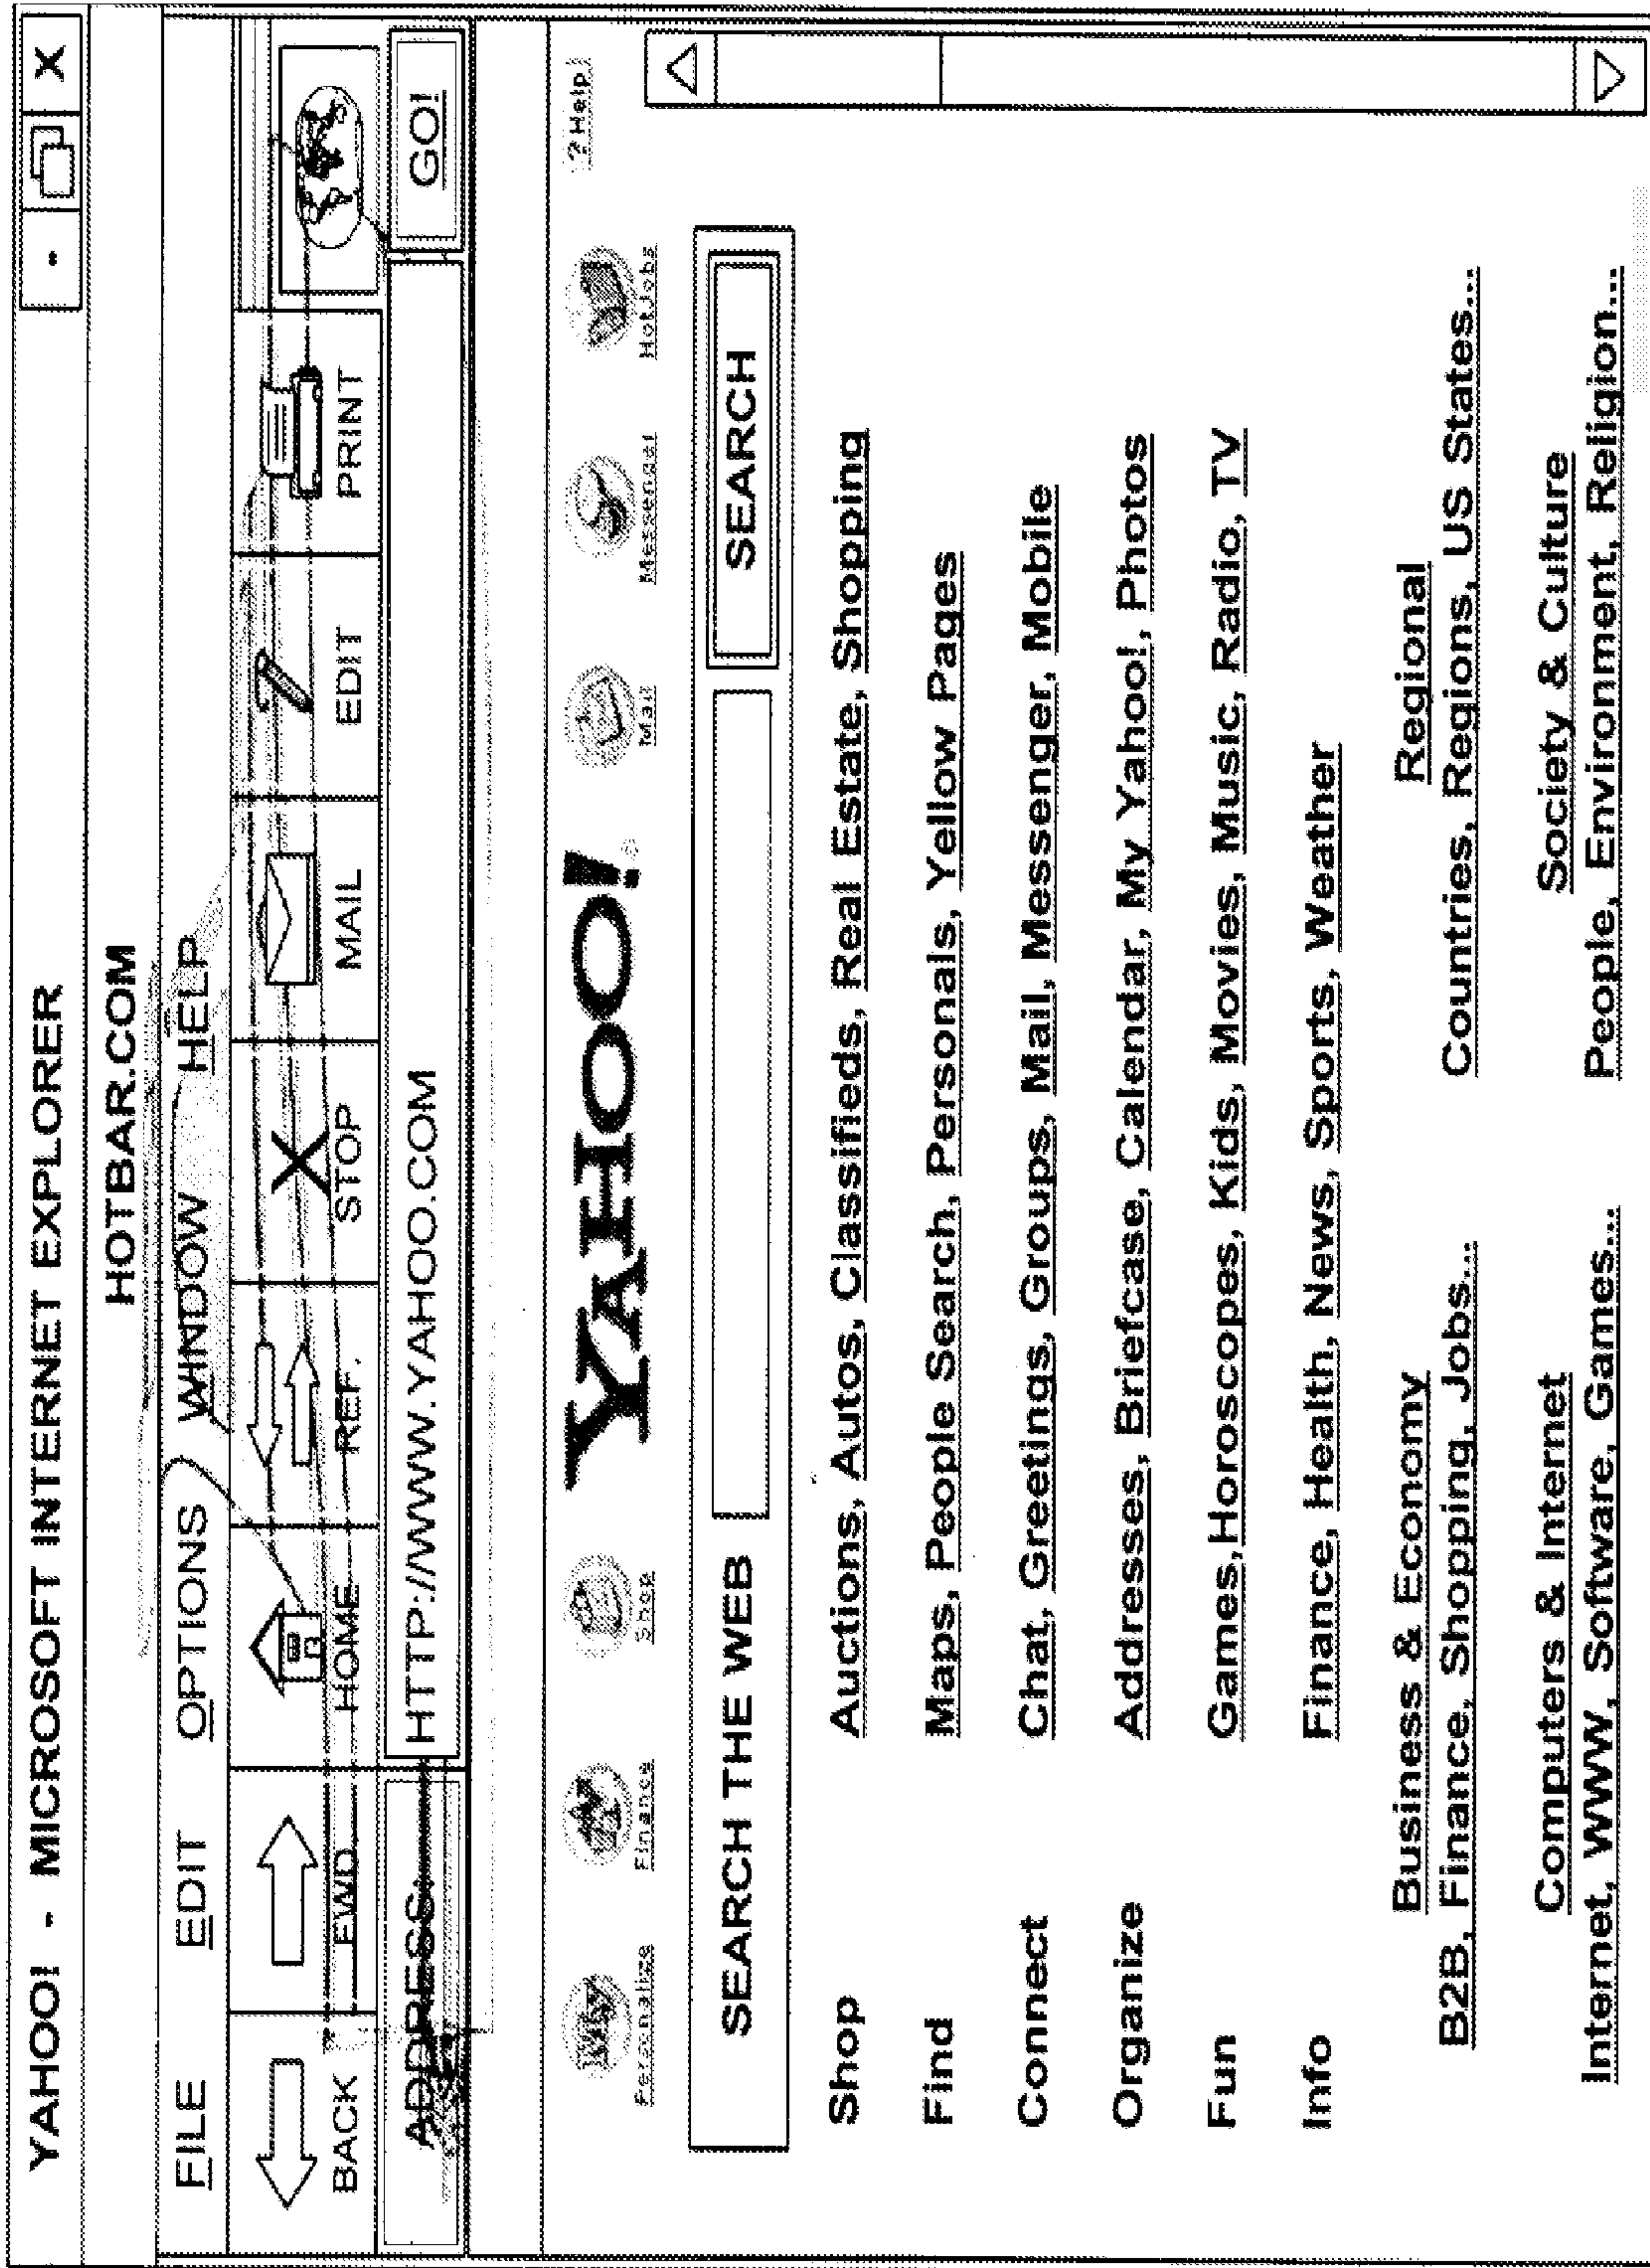 YAHOO! - MICROSOFT INTERNET EXPLORER - X
HOTBAR.COM
FILE EDIT OPTIONS WINDOW HELP
BACK FWD. HOME REF. STOP MAIL EDIT PRINT
ADDRESS: HTTP://WWW.YAHOO.COM GO!
My YAHOO! ? Help
Personalize Finance Shop Mail Messenger HotJobs
SEARCH THE WEB SEARCH
Shop Auctions, Autos, Classifieds, Real Estate, Shopping
Find Maps, People Search, Personals, Yellow Pages
Connect Chat, Greetings, Groups, Mail, Messenger, Mobile
Organize Addresses, Briefcase, Calendar, My Yahoo!, Photos
Fun Games,Horoscopes, Kids, Movies, Music, Radio, TV
Info Finance, Health, News, Sports, Weather
Business & Economy Regional
B2B, Finance, Shopping, Jobs... Countries, Regions, US States...
Computers & Internet Society & Culture
Internet, WWW, Software, Games... People, Environment, Religion...